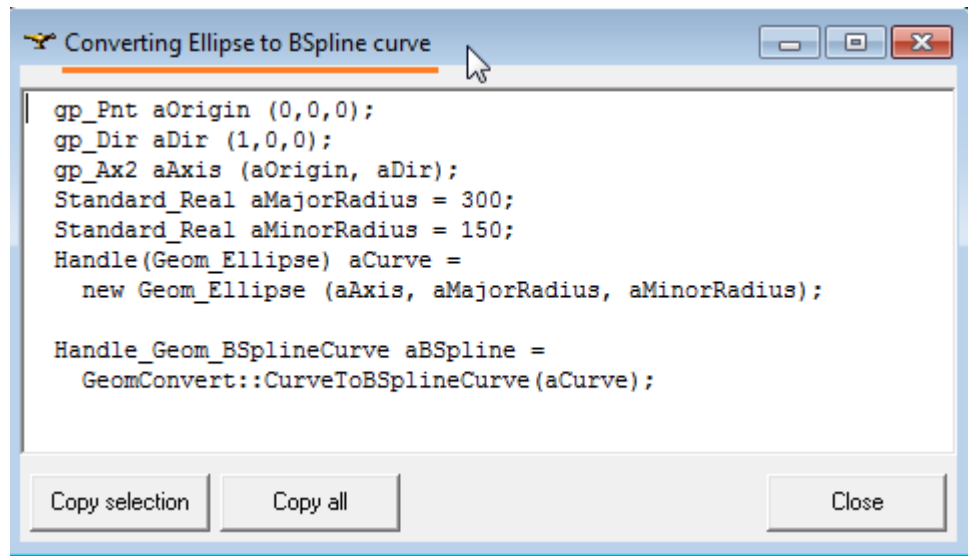 Converting Ellipse to BSpline curve
gp_Pnt aOrigin (0,0,0);
gp_Dir aDir (1,0,0);
gp_Ax2 aAxis (aOrigin, aDir);
Standard_Real aMajorRadius = 300;
Standard_Real aMinorRadius = 150;
Handle(Geom_Ellipse) aCurve =
new Geom_Ellipse (aAxis, aMajorRadius, aMinorRadius);
Handle_Geom_BSplineCurve aBSpline =
GeomConvert::CurveToBSplineCurve(aCurve);
Copy selection Copy all Close